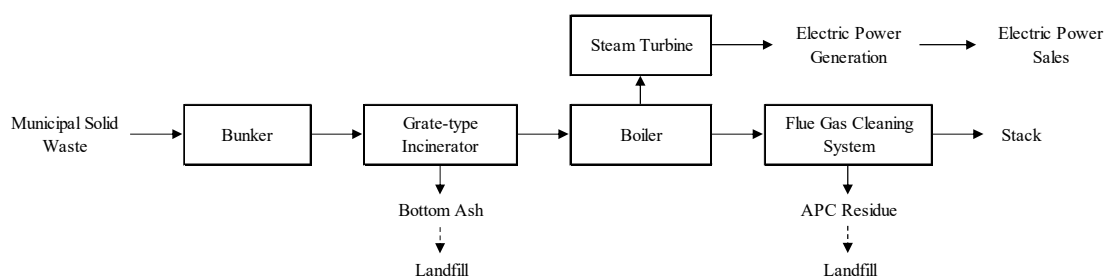 Steam Turbine
Electric Power
Generation
Electric Power
Sales
Municipal Solid
Waste
Bunker
Grate-type
Incinerator
Boiler
Flue Gas Cleaning
System
Stack
Bottom Ash
APC Residue
Landfill
Landfill